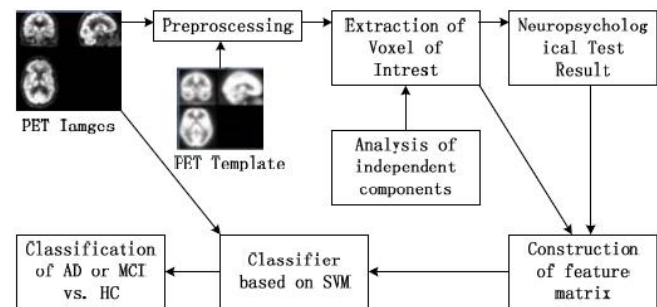 Preproscessing
Extraction of
Voxel of
Intrest
Neuropsycholog
ical Test
Result
PET Iamges
PET Template
Analysis of
independent
components
Classification
of AD or MCI
vs. HC
Classifier
based on SVM
Construction
of feature
matrix